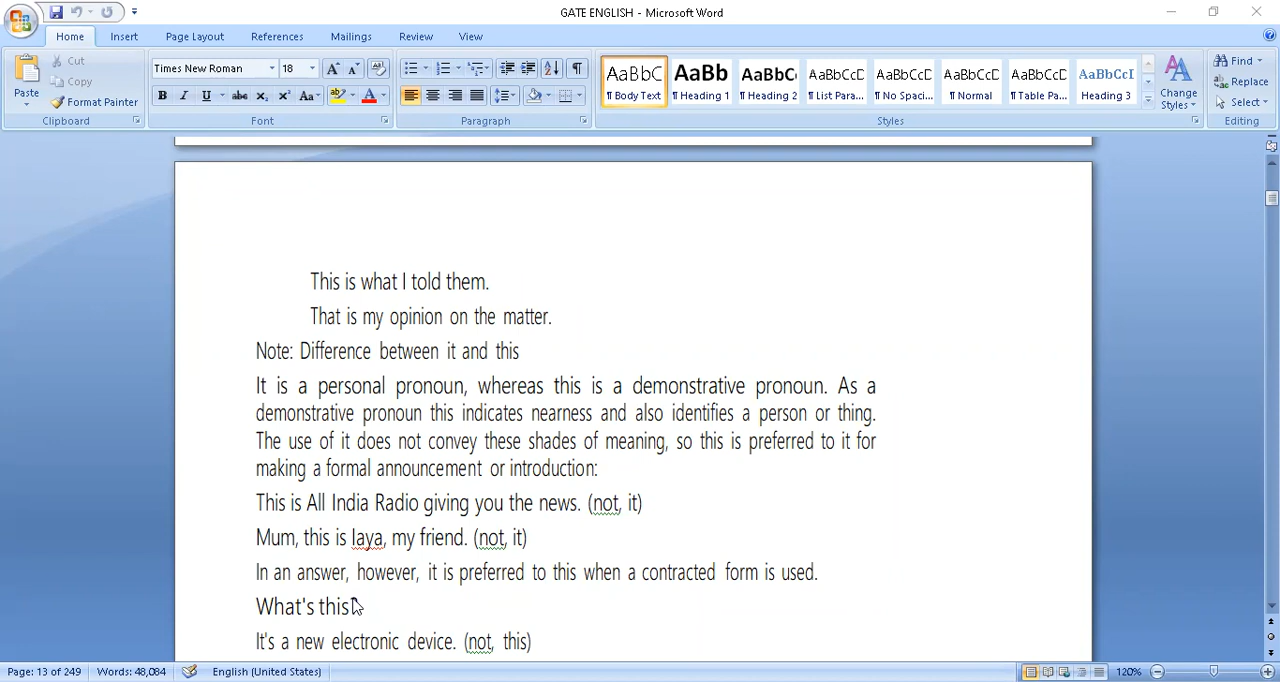 GATE ENGLISH - Microsoft Word
Home Insert Page Layout References Mailings Review View
Paste
Cut
Copy
Format Painter
Clipboard
Times New Roman 18
B I U abc x₂ x² Aa A
Font
Paragraph
AaBbC AaBb AaBbC AaBbCcD AaBbCcD AaBbCcD AaBbCcD AaBbCcI
¶ Body Text ¶ Heading 1 ¶ Heading 2 ¶ List Para... ¶ No Spaci... ¶ Normal ¶ Table Pa... Heading 3
Change Styles
Styles
Find
Replace
Select
Editing
This is what I told them.
That is my opinion on the matter.
Note: Difference between it and this
It is a personal pronoun, whereas this is a demonstrative pronoun. As a
demonstrative pronoun this indicates nearness and also identifies a person or thing.
The use of it does not convey these shades of meaning, so this is preferred to it for
making a formal announcement or introduction:
This is All India Radio giving you the news. (not, it)
Mum, this is laya, my friend. (not, it)
In an answer, however, it is preferred to this when a contracted form is used.
What's this
It's a new electronic device. (not, this)
Page: 13 of 249 Words: 48,084 English (United States) 120%